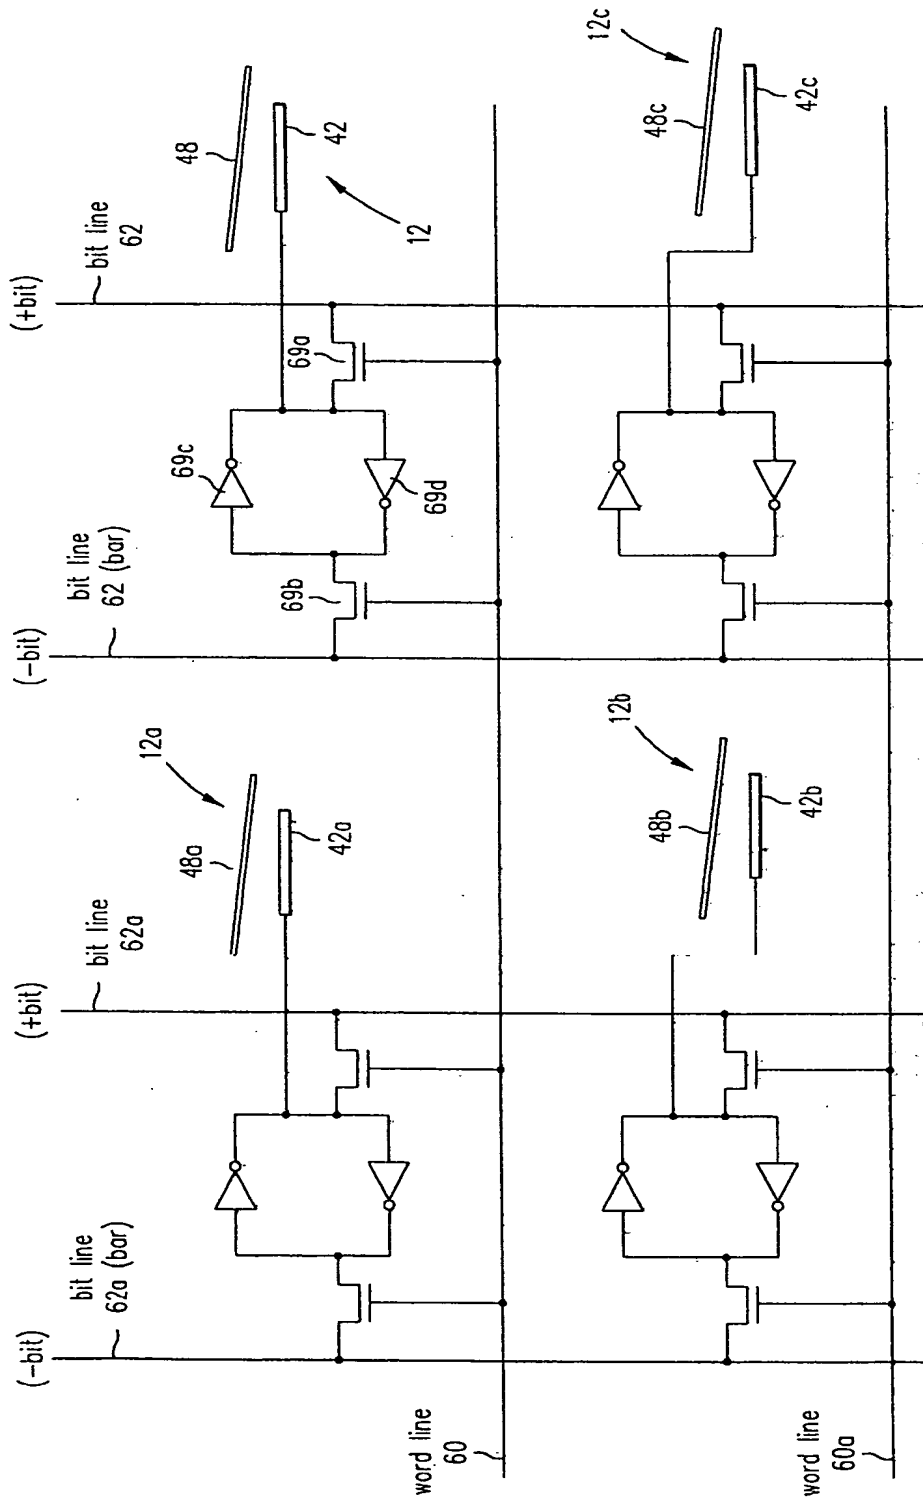 (-bit)
bit line
62a (bar)
(+bit)
bit line
62a
(-bit)
bit line
62 (bar)
(+bit)
bit line
62
48a
12a
42a
69c
69b
69a
69d
48
42
12
word line
60
48b
12b
42b
48c
12c
42c
word line
60a